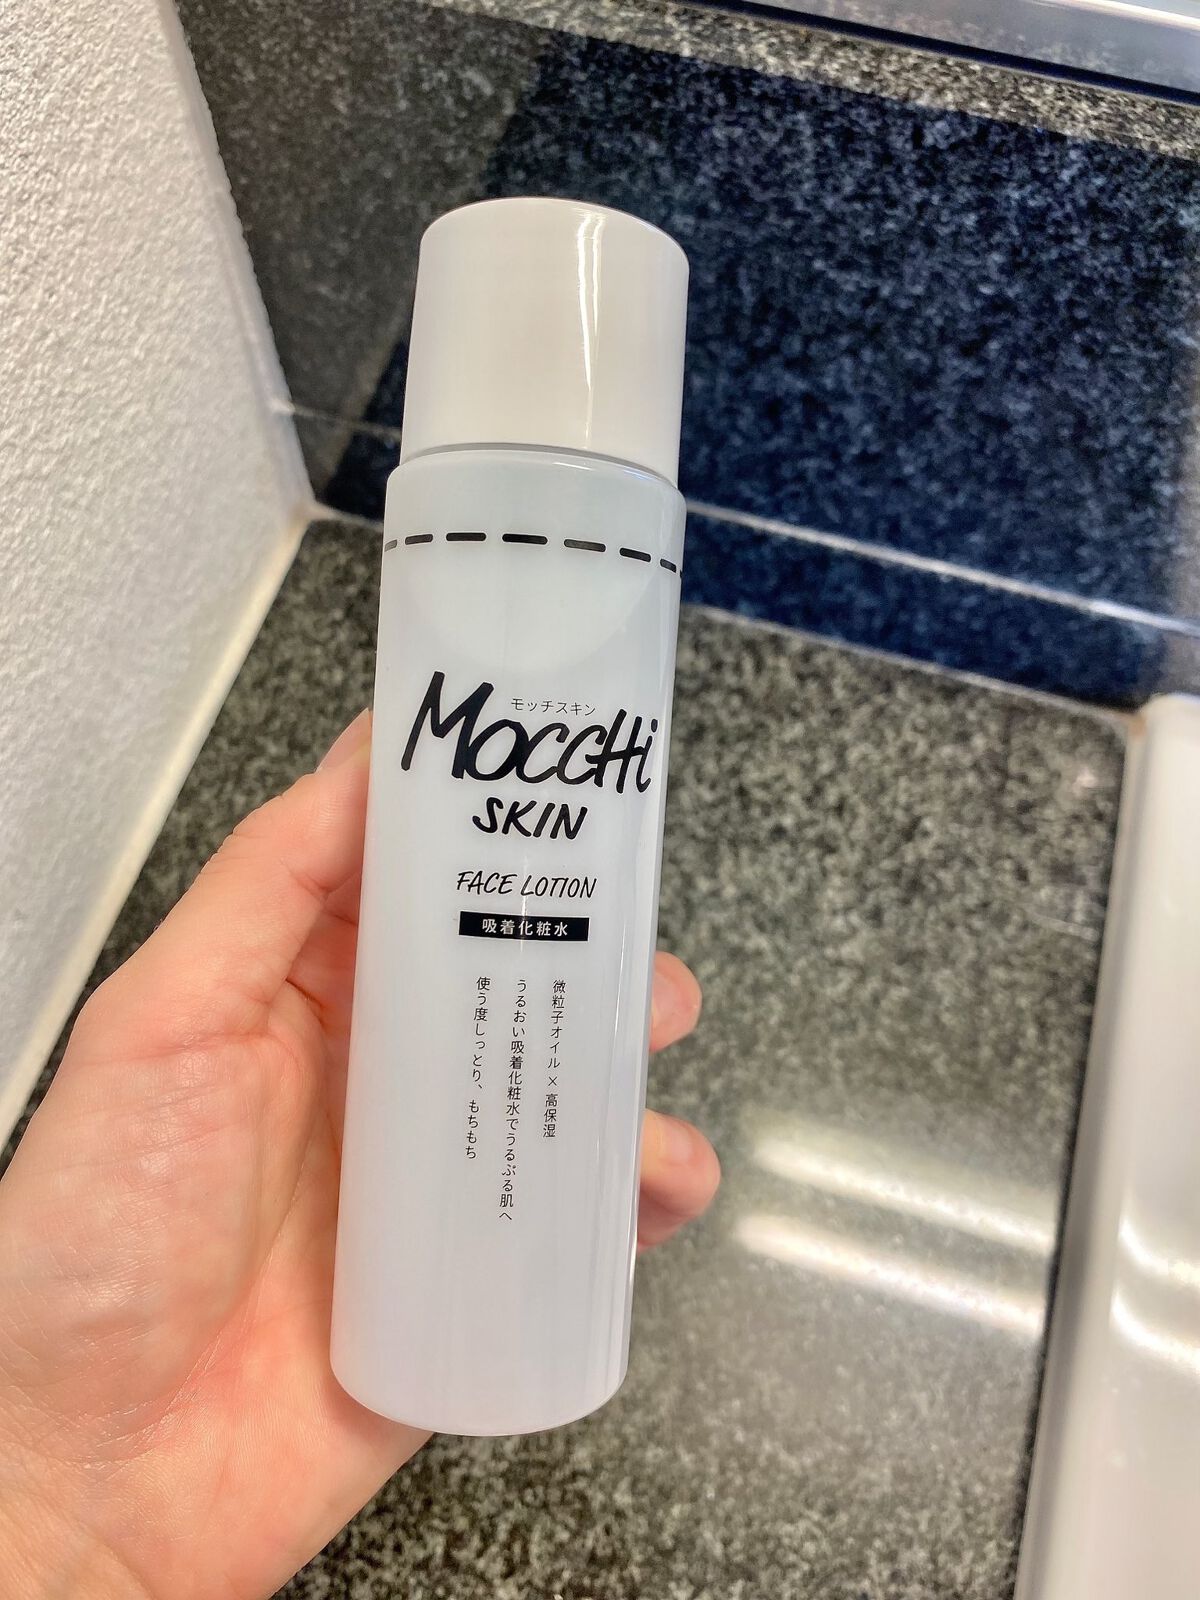 モッチスキン
MOCCHi
SKIN
FACE LOTION
吸着化粧水
微粒子オイル×高保湿
うるおい吸着化粧水でうるぷる肌へ
使う度しっとり、もちもち